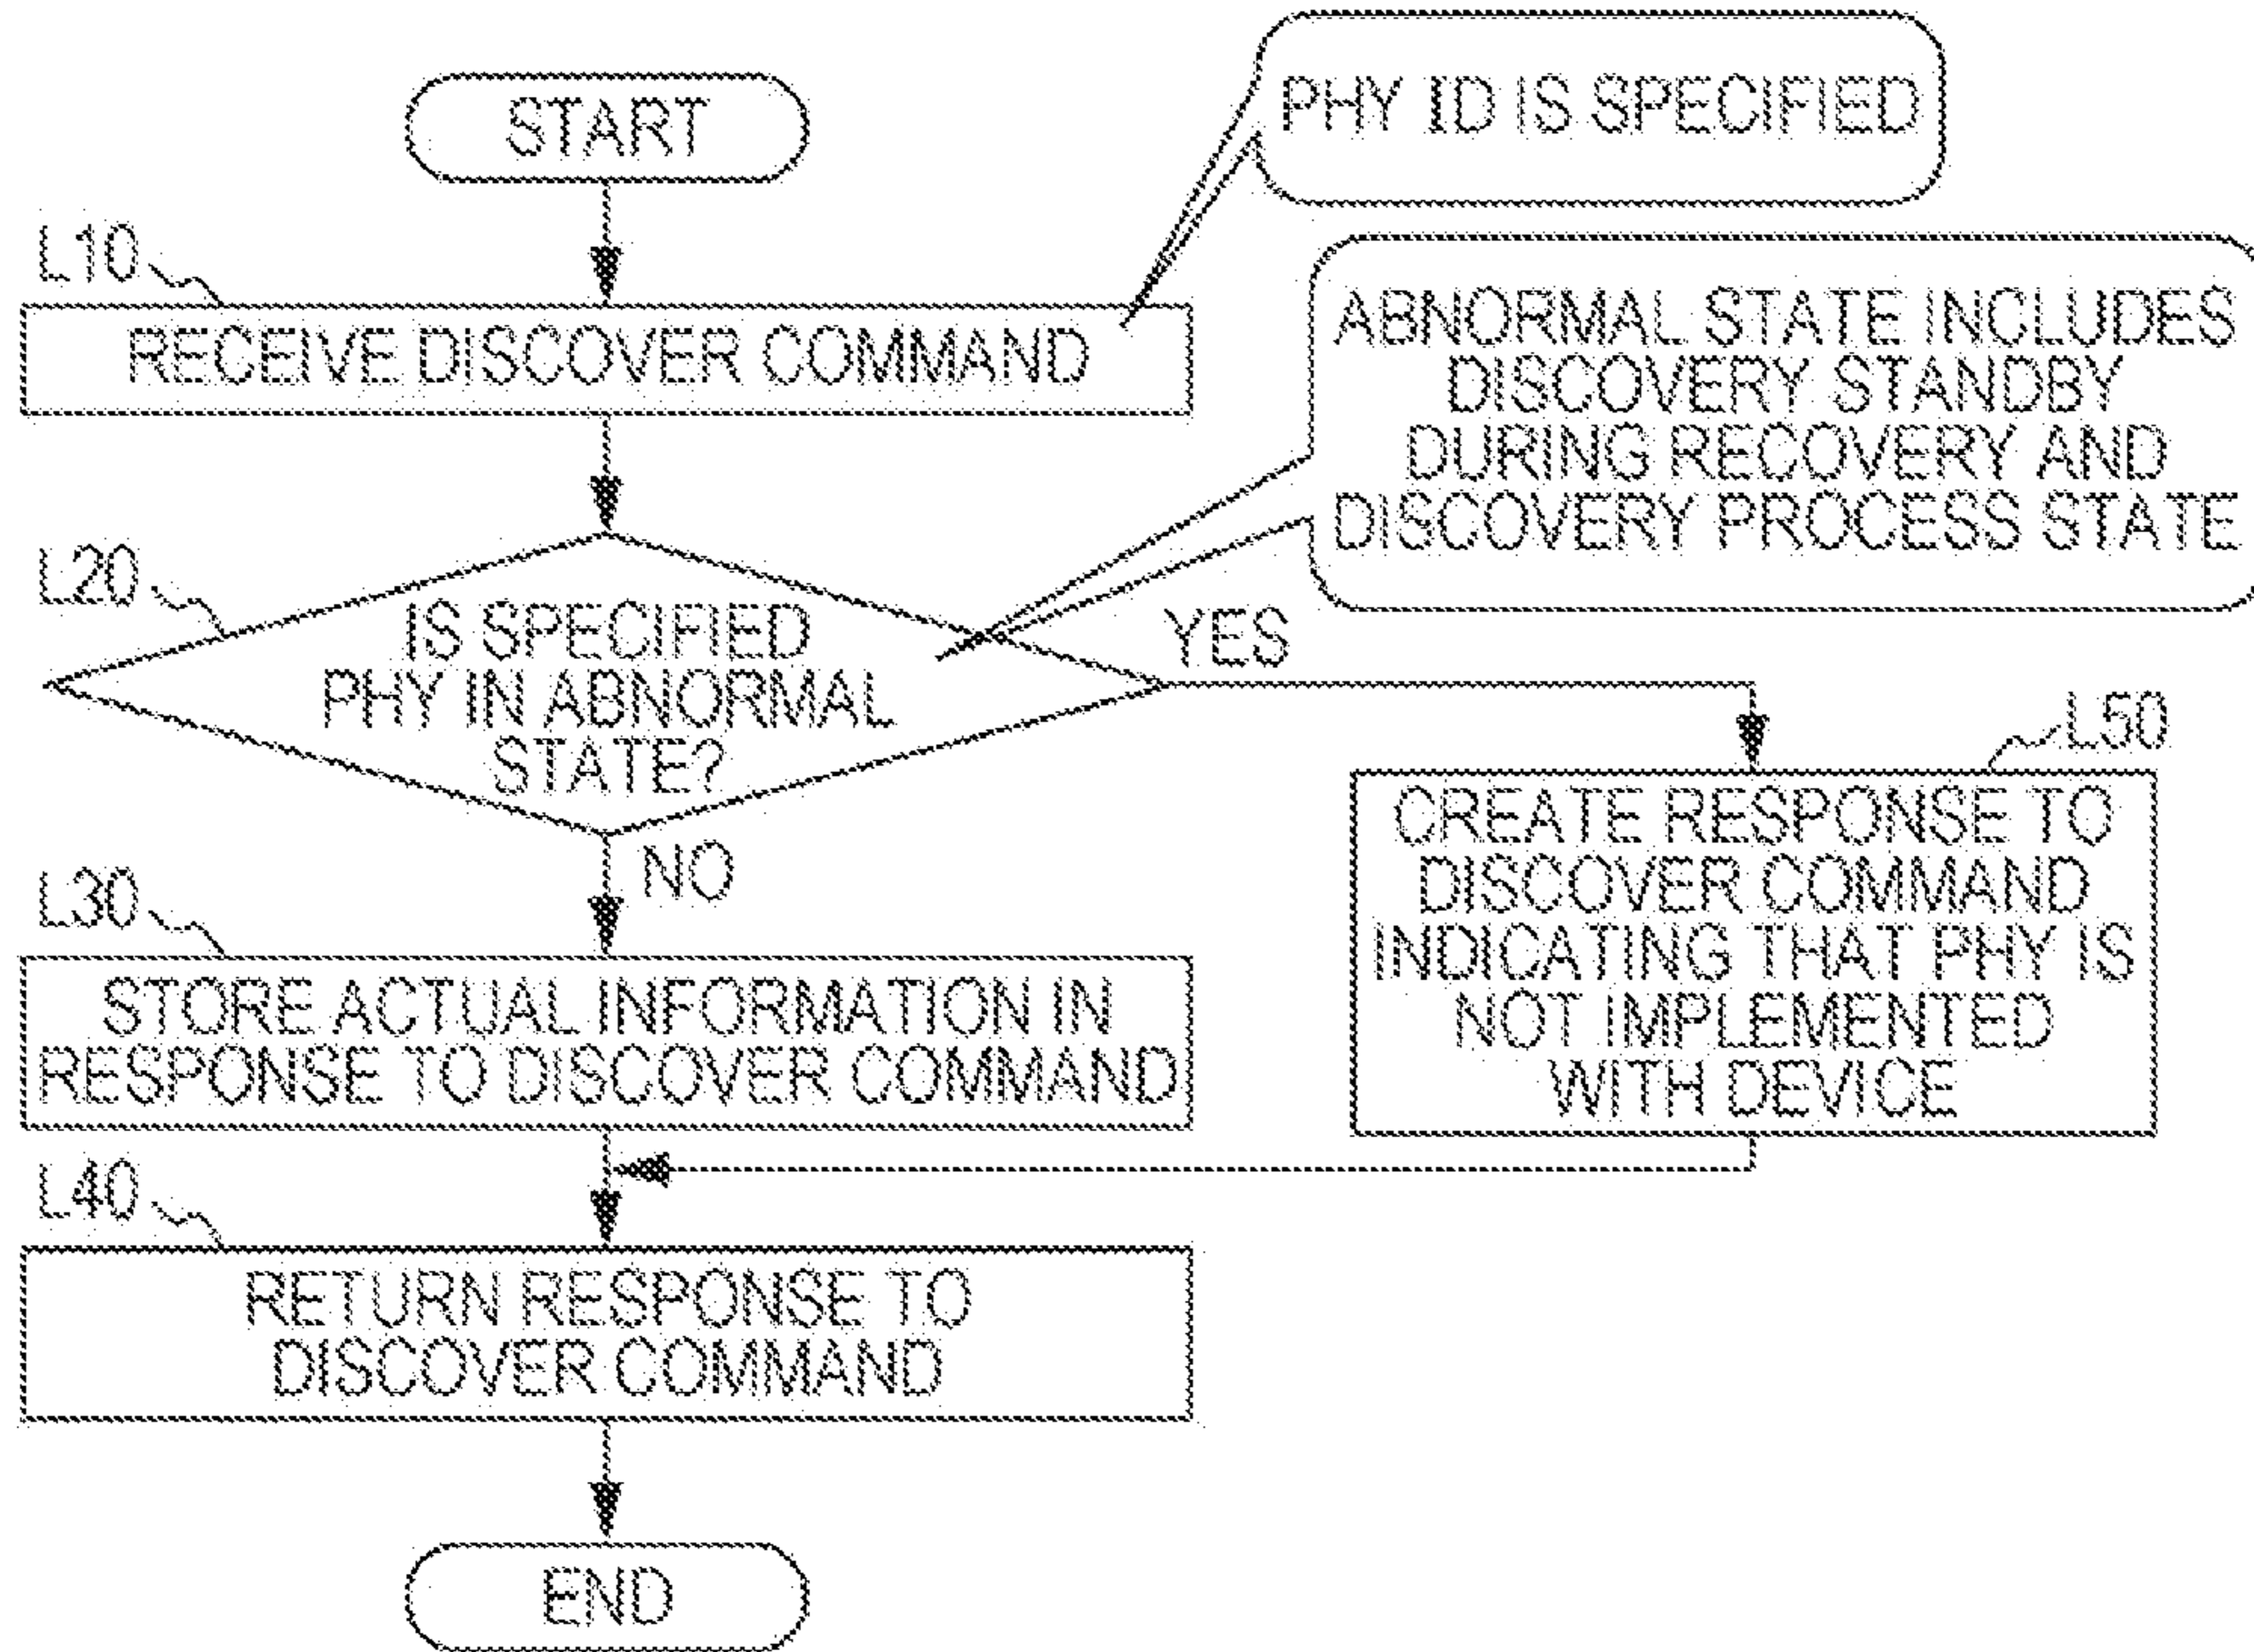 START
PHY ID IS SPECIFIED
L10
RECEIVE DISCOVER COMMAND
ABNORMAL STATE INCLUDES
DISCOVERY STANDBY
DURING RECOVERY AND
DISCOVERY PROCESS STATE
L20
IS SPECIFIED
PHY IN ABNORMAL
STATE?
YES
NO
L50
CREATE RESPONSE TO
DISCOVER COMMAND
INDICATING THAT PHY IS
NOT IMPLEMENTED
WITH DEVICE
L30
STORE ACTUAL INFORMATION IN
RESPONSE TO DISCOVER COMMAND
L40
RETURN RESPONSE TO
DISCOVER COMMAND
END